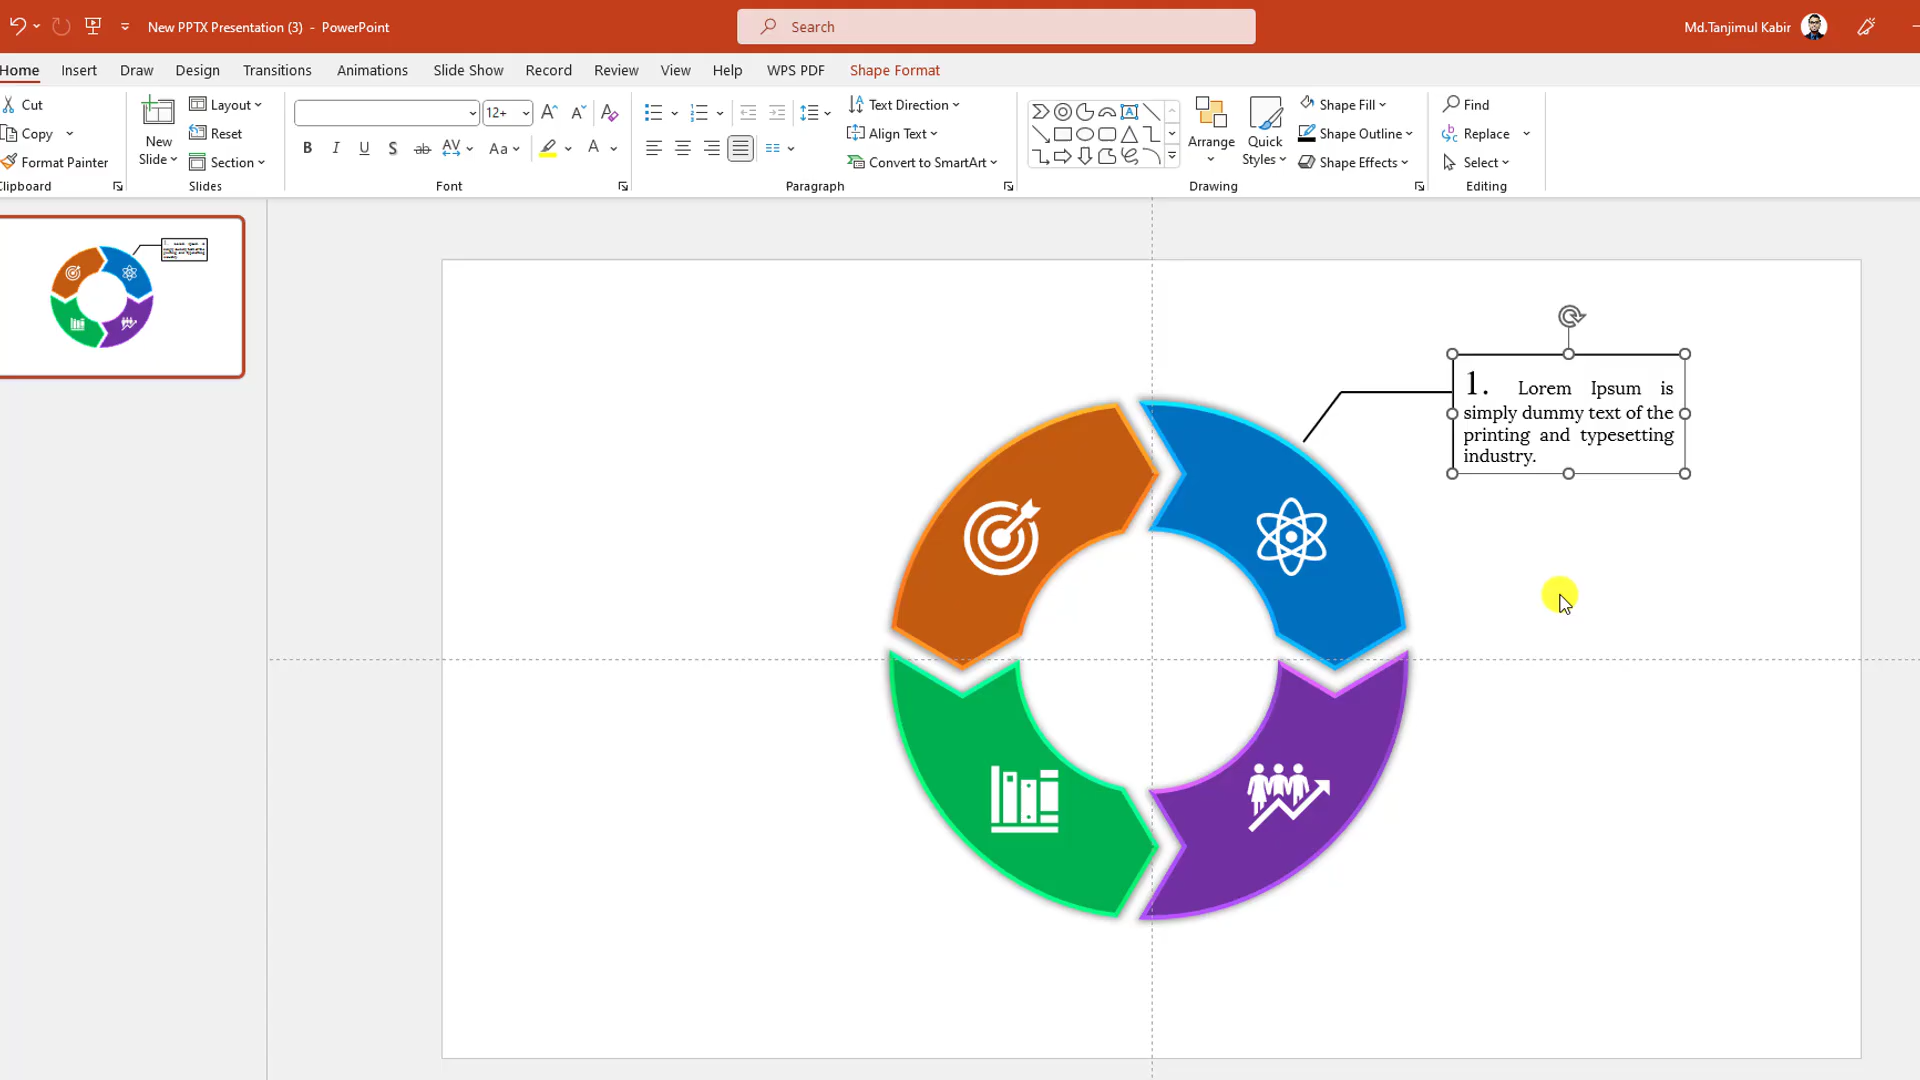 New PPTX Presentation (3) - PowerPoint
Search
Md.Tanjimul Kabir
Home Insert Draw Design Transitions Animations Slide Show Record Review View Help WPS PDF Shape Format
Cut
Copy
Format Painter
Clipboard
New
Slide
Layout
Reset
Section
Slides
12+
B I U S ab AV Aa A
Font
Text Direction
Align Text
Convert to SmartArt
Paragraph
Arrange
Quick
Styles
Shape Fill
Shape Outline
Shape Effects
Drawing
Find
Replace
Select
Editing
1. Lorem Ipsum is
simply dummy text of the
printing and typesetting
industry.